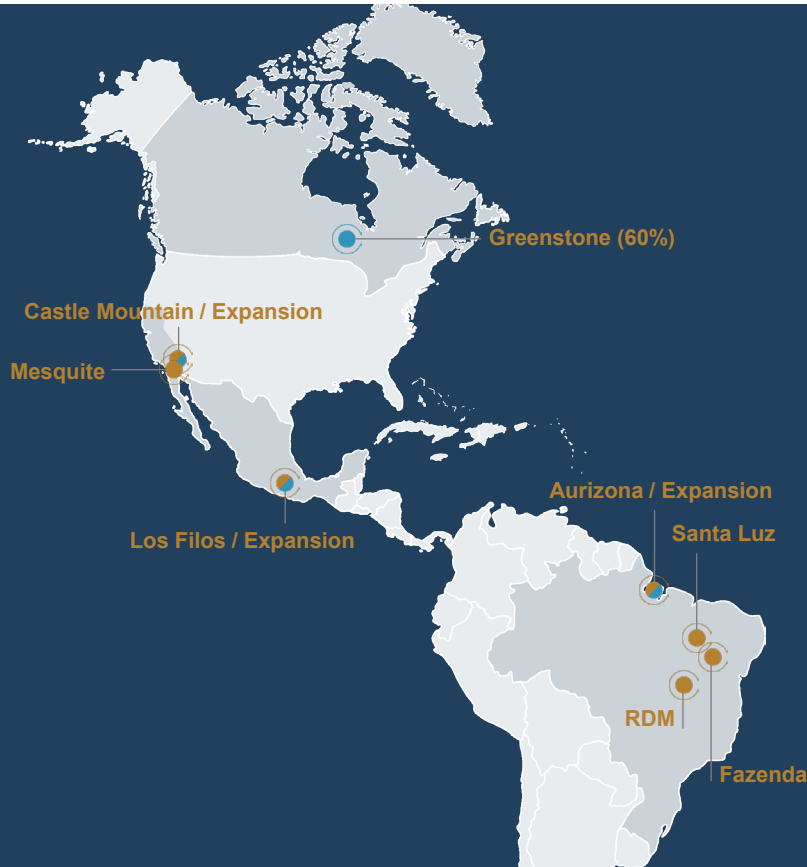 Greenstone (60%)
Castle Mountain / Expansion
Mesquite
Aurizona / Expansion
Santa Luz
Los Filos / Expansion
RDM
Fazenda